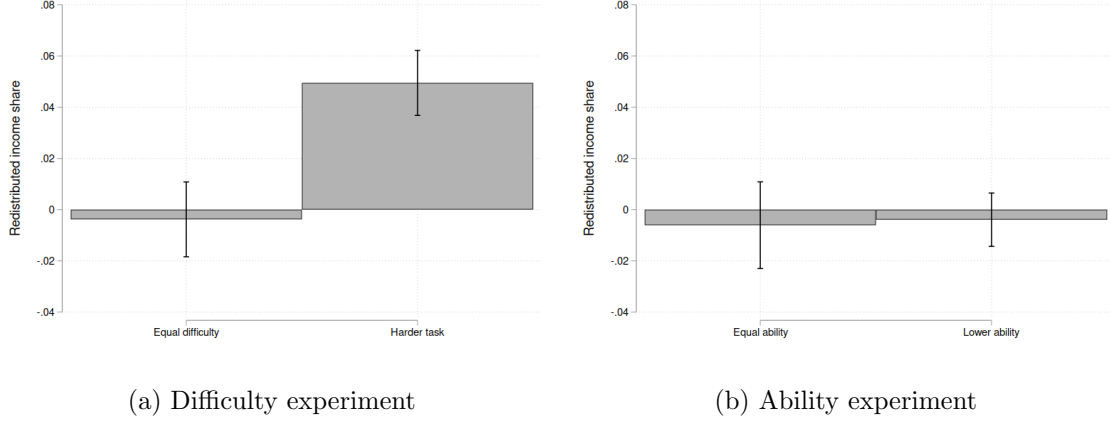 Redistributed income share
.08
.06
.04
.02
0
-.02
-.04
Equal difficulty Harder task
(a) Difficulty experiment
Redistributed income share
.08
.06
.04
.02
0
-.02
-.04
Equal ability Lower ability
(b) Ability experiment